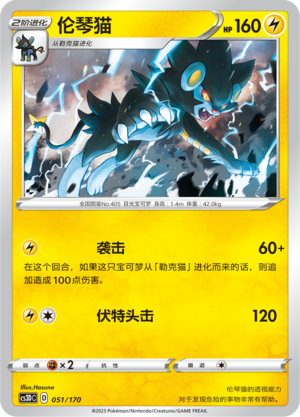 2阶进化
伦琴猫
HP 160
从勒克猫进化
全国图鉴No.405 目光宝可梦 身高：1.4m 体重：42.0kg
袭击 60+
在这个回合，如果这只宝可梦从「勒克猫」进化而来的话，则追
加造成100点伤害。
伏特头击 120
弱点 ×2 抵抗力 撤退
Illus.Hasuno
CS3DC D 051/170
伦琴猫的透视能力
对于发现危险的事物非常有帮助。
©2023 Pokémon/Nintendo/Creatures/GAME FREAK.